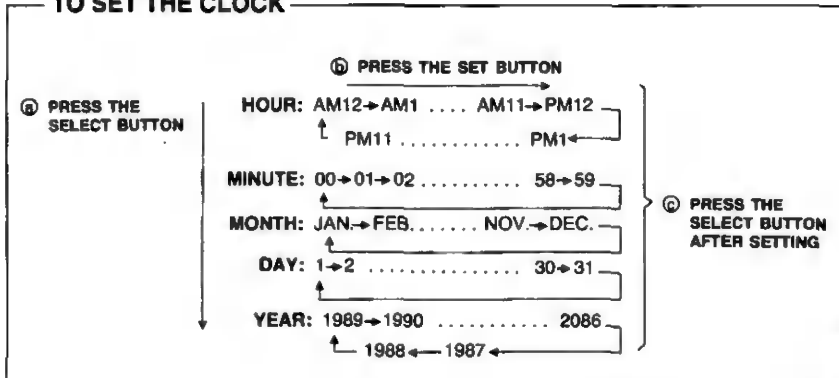 TO SET THE CLOCK
ⓑ PRESS THE SET BUTTON
ⓐ PRESS THE
SELECT BUTTON
HOUR: AM12→AM1 .... AM11→PM12
PM11 ............ PM1←
MINUTE: 00→01→02 .......... 58→59
MONTH: JAN.→FEB. ...... NOV.→DEC.
DAY: 1→2 ............... 30→31
YEAR: 1989→1990 .......... 2086
1988←1987←
ⓒ PRESS THE
SELECT BUTTON
AFTER SETTING